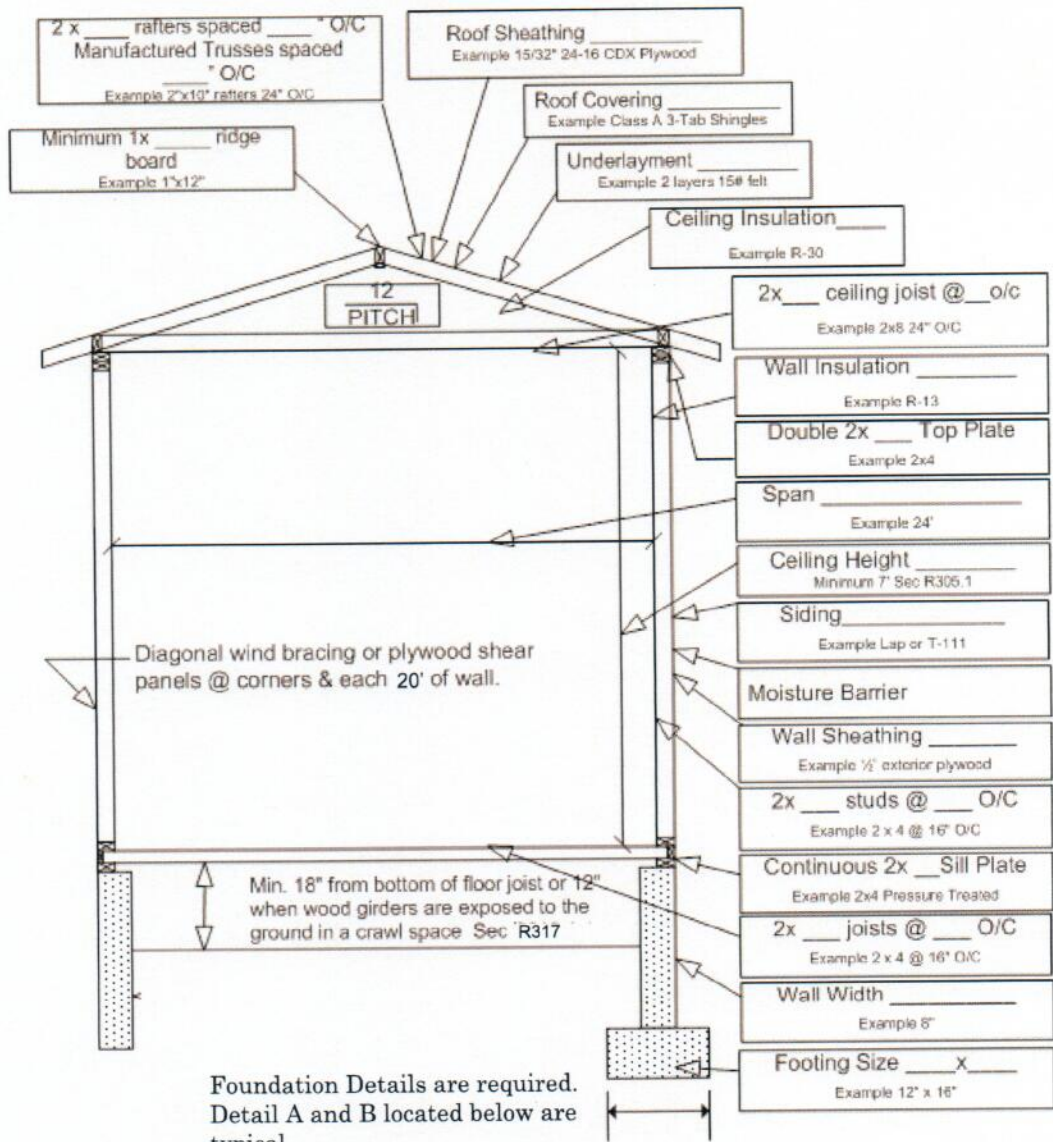 2 x ____ rafters spaced ____ " O/C
Manufactured Trusses spaced
____ " O/C
Example 2"x10" rafters 24" O/C
Roof Sheathing ________
Example 15/32" 24-16 CDX Plywood
Roof Covering ________
Example Class A 3-Tab Shingles
Minimum 1x ____ ridge
board
Example 1"x12"
Underlayment ________
Example 2 layers 15# felt
Ceiling Insulation____
Example R-30
12
PITCH
2x___ ceiling joist @__o/c
Example 2x8 24" O/C
Wall Insulation ________
Example R-13
Double 2x ___ Top Plate
Example 2x4
Span ________________
Example 24'
Ceiling Height ________
Minimum 7' Sec R305.1
Siding______________
Example Lap or T-111
Diagonal wind bracing or plywood shear
panels @ corners & each 20' of wall.
Moisture Barrier
Wall Sheathing _______
Example ½" exterior plywood
2x ___ studs @ ___ O/C
Example 2 x 4 @ 16" O/C
Continuous 2x __Sill Plate
Example 2x4 Pressure Treated
Min. 18" from bottom of floor joist or 12"
when wood girders are exposed to the
ground in a crawl space Sec R317
2x ___ joists @ ___ O/C
Example 2 x 4 @ 16" O/C
Wall Width __________
Example 8"
Footing Size ____x____
Example 12" x 16"
Foundation Details are required.
Detail A and B located below are
typical